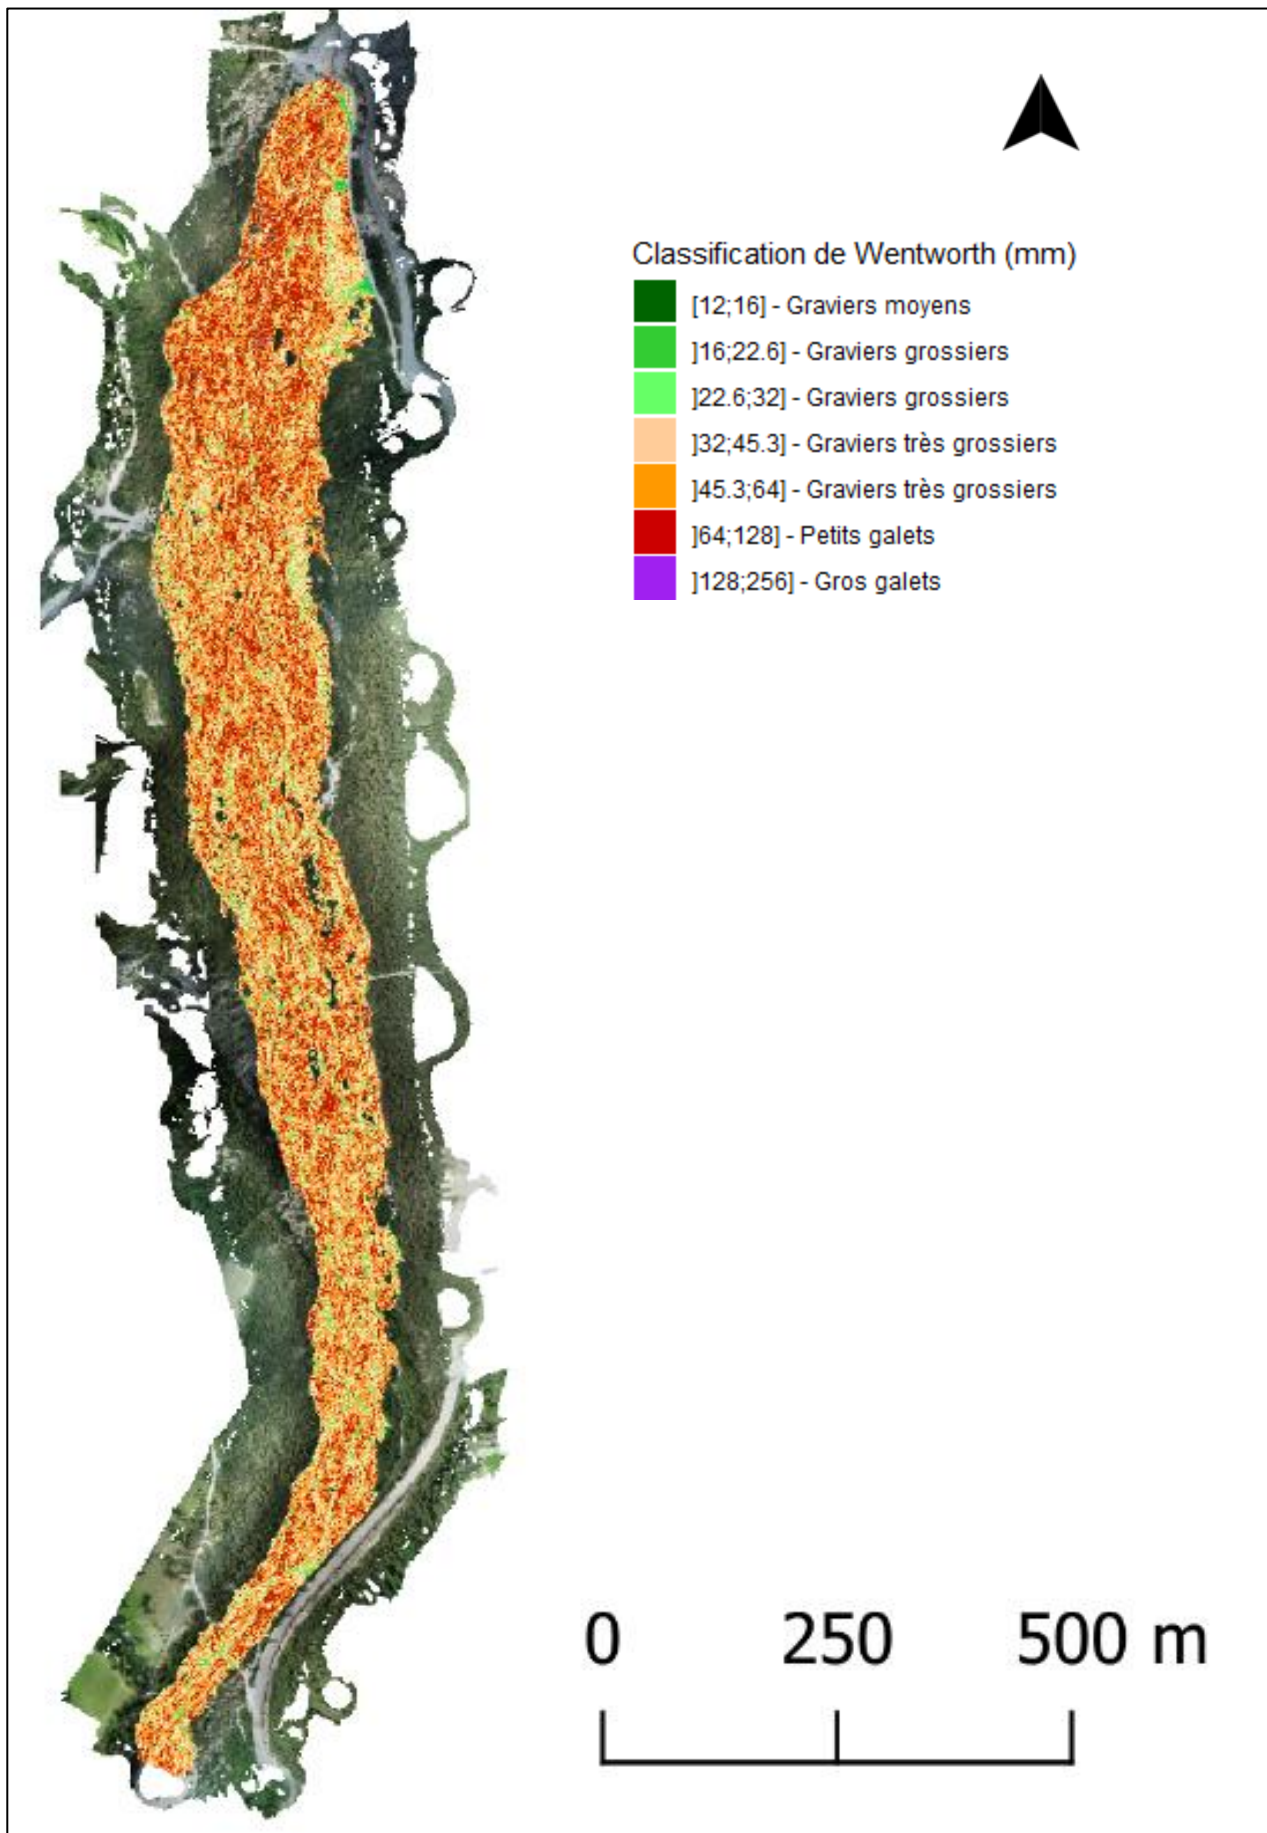 Classification de Wentworth (mm)
[12;16] - Graviers moyens
]16;22.6] - Graviers grossiers
]22.6;32] - Graviers grossiers
]32;45.3] - Graviers très grossiers
]45.3;64] - Graviers très grossiers
]64;128] - Petits galets
]128;256] - Gros galets
0 250 500 m